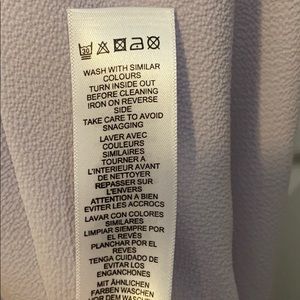 30
WASH WITH SIMILAR
COLOURS
TURN INSIDE OUT
BEFORE CLEANING
IRON ON REVERSE
SIDE
TAKE CARE TO AVOID
SNAGGING
LAVER AVEC
COULEURS
SIMILAIRES
TOURNER A
L'INTERIEUR AVANT
DE NETTOYER
REPASSER SUR
L'ENVERS
ATTENTION A BIEN
EVITER LES ACCROCS
LAVAR CON COLORES
SIMILARES
LIMPIAR SIEMPRE POR
EL REVÉS
PLANCHAR POR EL
REVES
TENGA CUIDADO DE
EVITAR LOS
ENGANCHONES
MIT ÄHNLICHEN
FARBEN WASCHEN
VOR DEM